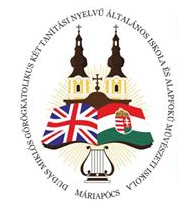 DUDÁS MIKLÓS GÖRÖGKATOLIKUS KÉT TANÍTÁSI NYELVŰ ÁLTALÁNOS ISKOLA ÉS ALAPFOKÚ MŰVÉSZETI ISKOLA
MÁRIAPÓCS